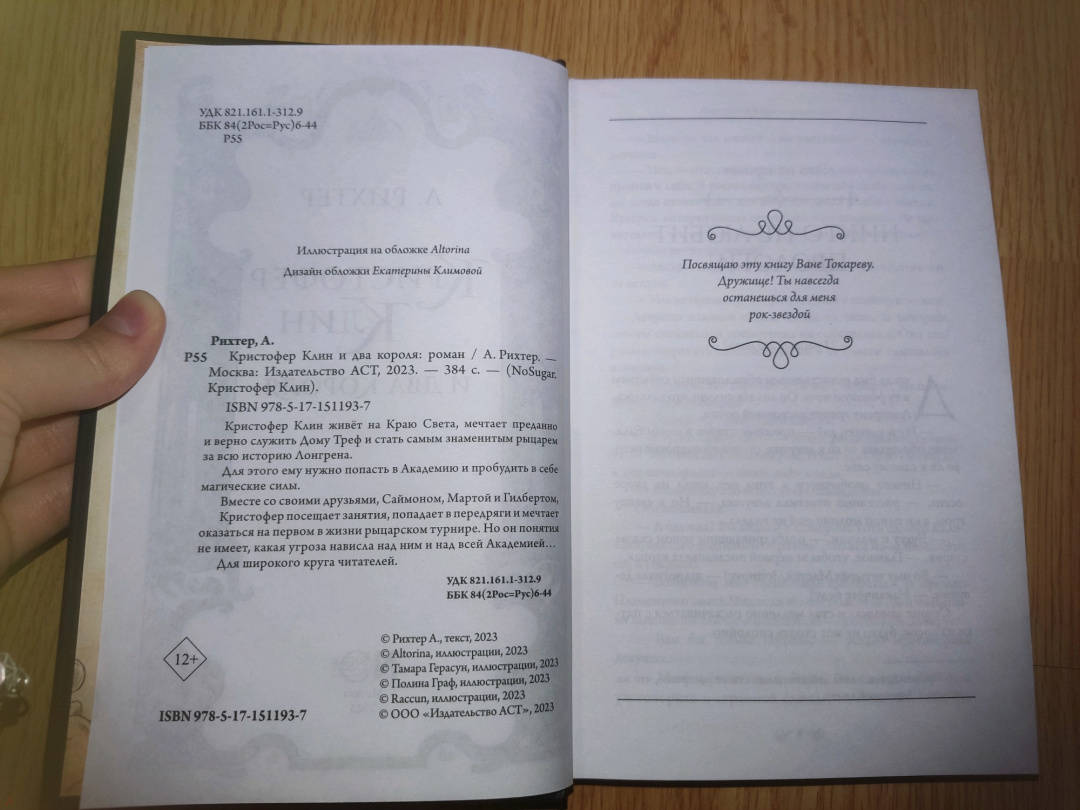 УДК 821.161.1-312.9
ББК 84(2Рос=Рус)6-44
Р55
Иллюстрация на обложке Altorina
Дизайн обложки Екатерины Климовой
Рихтер, А.
Р55 Кристофер Клин и два короля: роман / А. Рихтер. —
Москва: Издательство АСТ, 2023. — 384 с. — (NoSugar.
Кристофер Клин).
ISBN 978-5-17-151193-7
Кристофер Клин живёт на Краю Света, мечтает преданно
и верно служить Дому Треф и стать самым знаменитым рыцарем
за всю историю Лонгрена.
Для этого ему нужно попасть в Академию и пробудить в себе
магические силы.
Вместо со своими друзьями, Саймоном, Мартой и Гилбертом,
Кристофер посещает занятия, попадает в передряги и мечтает
оказаться на первом в жизни рыцарском турнире. Но он понятия
не имеет, какая угроза нависла над ним и над всей Академией...
Для широкого круга читателей.
УДК 821.161.1-312.9
ББК 84(2Рос=Рус)6-44
12+
© Рихтер А., текст, 2023
© Altorina, иллюстрации, 2023
© Тамара Герасун, иллюстрации, 2023
© Полина Граф, иллюстрации, 2023
© Raccun, иллюстрации, 2023
© ООО «Издательство АСТ», 2023
ISBN 978-5-17-151193-7
Посвящаю эту книгу Ване Токареву.
Дружище! Ты навсегда
останешься для меня
рок-звездой